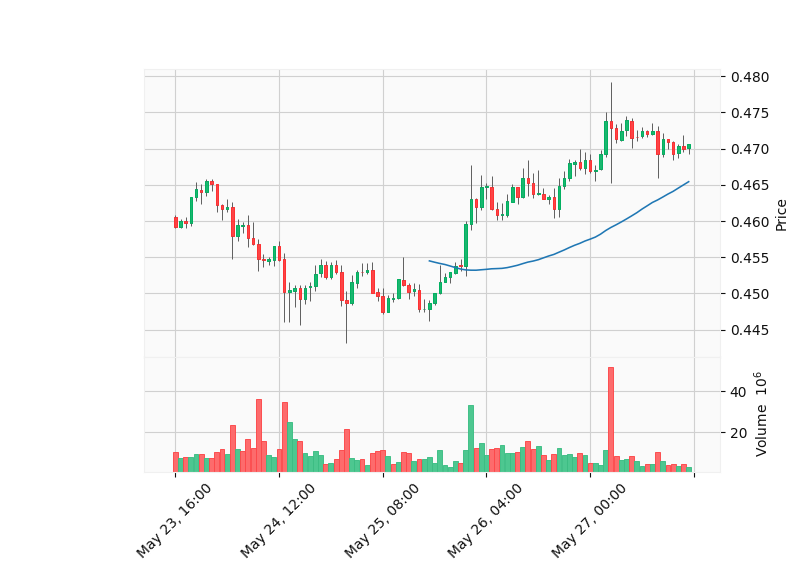 0.480
0.475
0.470
0.465
0.460
0.455
0.450
0.445
Price
40
20
Volume 10⁶
May 23, 16:00
May 24, 12:00
May 25, 08:00
May 26, 04:00
May 27, 00:00